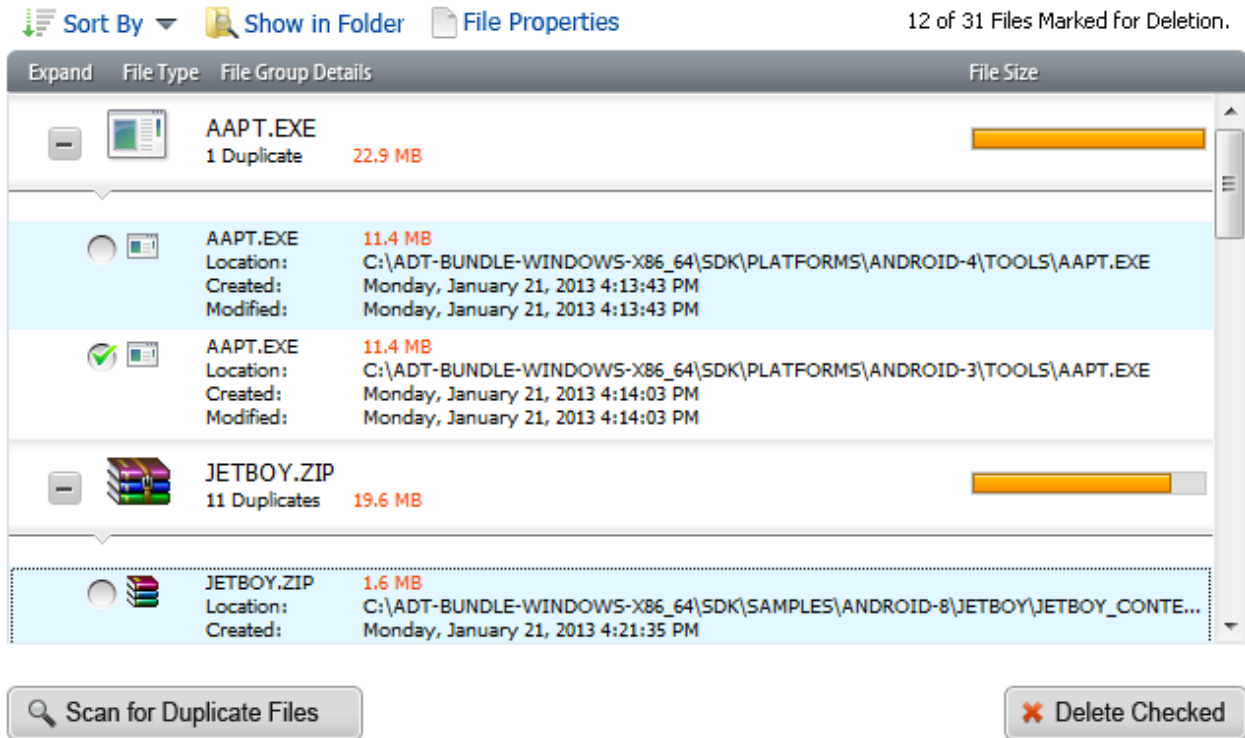 Sort By Show in Folder File Properties 12 of 31 Files Marked for Deletion.
Expand File Type File Group Details File Size
AAPT.EXE
1 Duplicate 22.9 MB
AAPT.EXE 11.4 MB
Location: C:\ADT-BUNDLE-WINDOWS-X86_64\SDK\PLATFORMS\ANDROID-4\TOOLS\AAPT.EXE
Created: Monday, January 21, 2013 4:13:43 PM
Modified: Monday, January 21, 2013 4:13:43 PM
AAPT.EXE 11.4 MB
Location: C:\ADT-BUNDLE-WINDOWS-X86_64\SDK\PLATFORMS\ANDROID-3\TOOLS\AAPT.EXE
Created: Monday, January 21, 2013 4:14:03 PM
Modified: Monday, January 21, 2013 4:14:03 PM
JETBOY.ZIP
11 Duplicates 19.6 MB
JETBOY.ZIP 1.6 MB
Location: C:\ADT-BUNDLE-WINDOWS-X86_64\SDK\SAMPLES\ANDROID-8\JETBOY\JETBOY_CONTE...
Created: Monday, January 21, 2013 4:21:35 PM
Scan for Duplicate Files Delete Checked